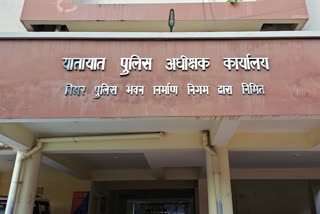 यातायात पुलिस अधीक्षक कार्यालय
बिहार पुलिस भवन निर्माण निगम द्वारा निर्मित